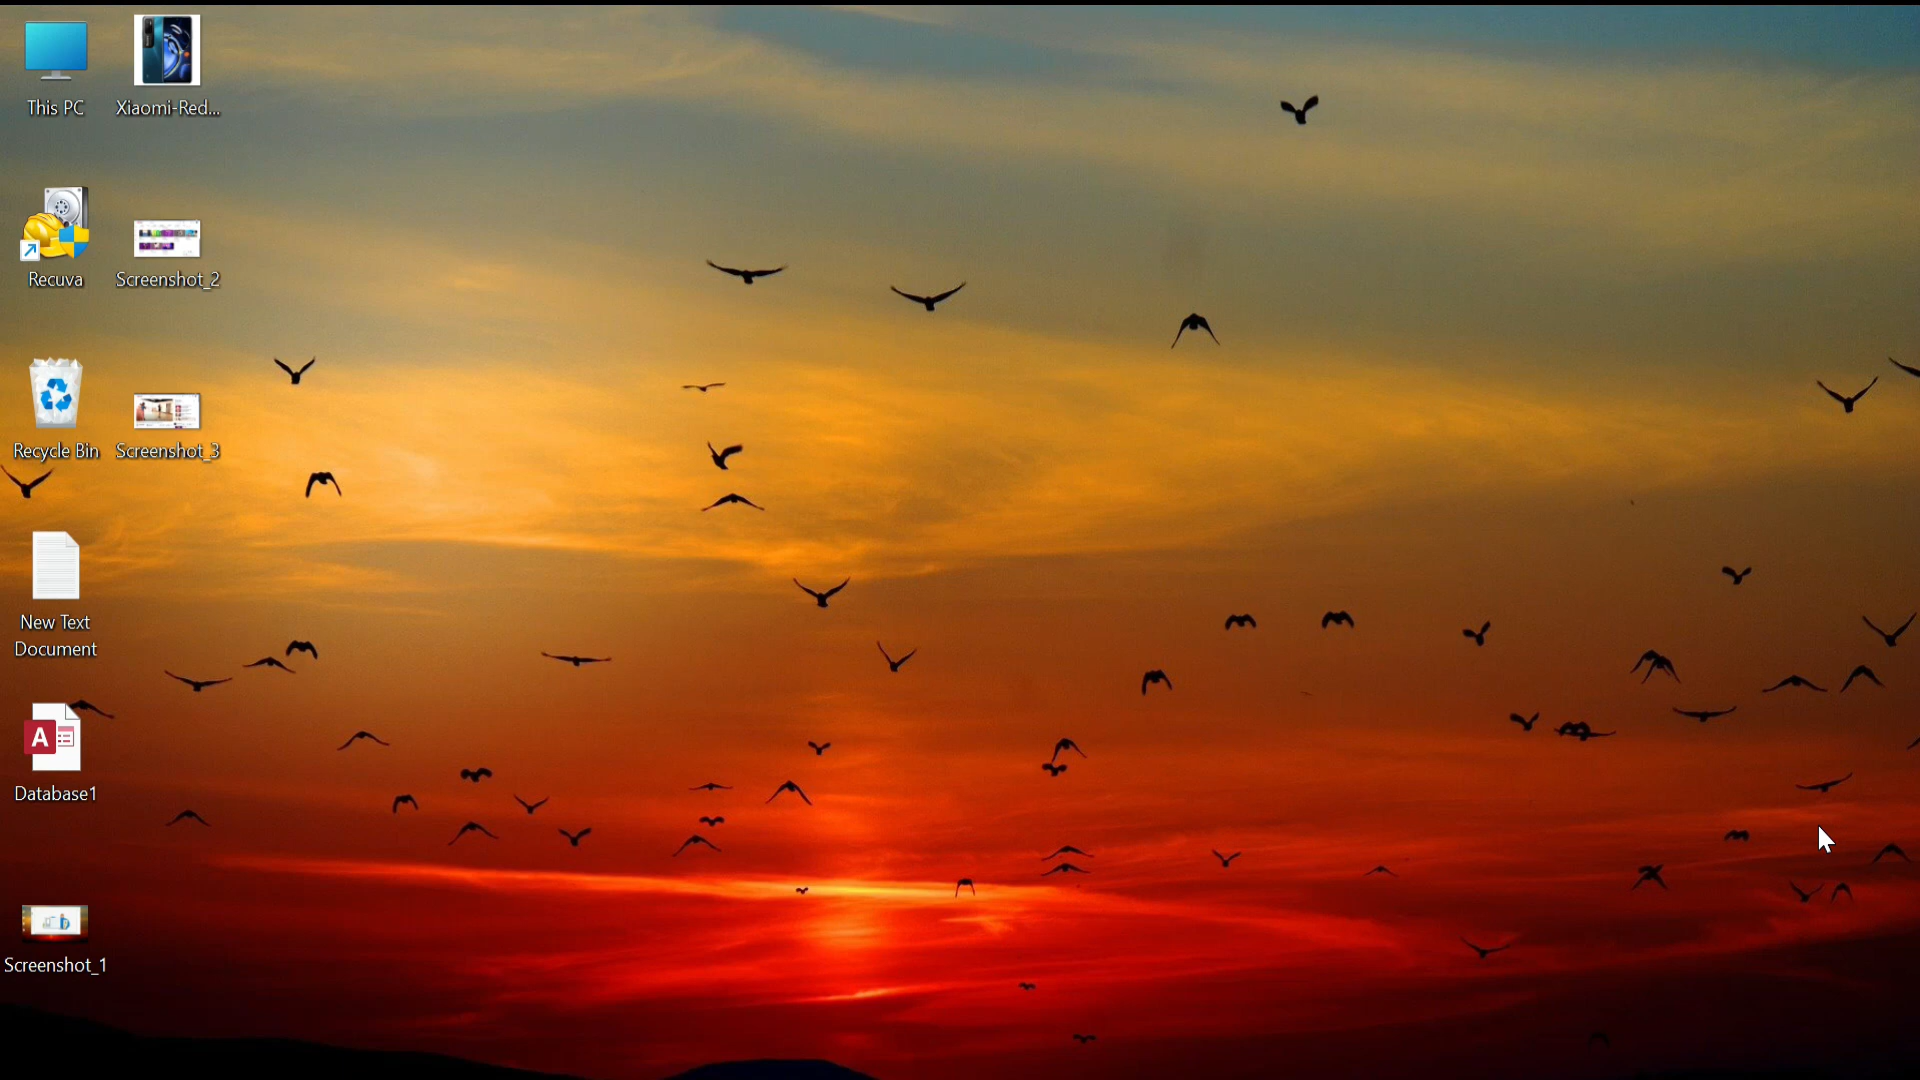 This PC
Xiaomi-Red...
Recuva
Screenshot_2
Recycle Bin
Screenshot_3
New Text
Document
A
Database1
Screenshot_1